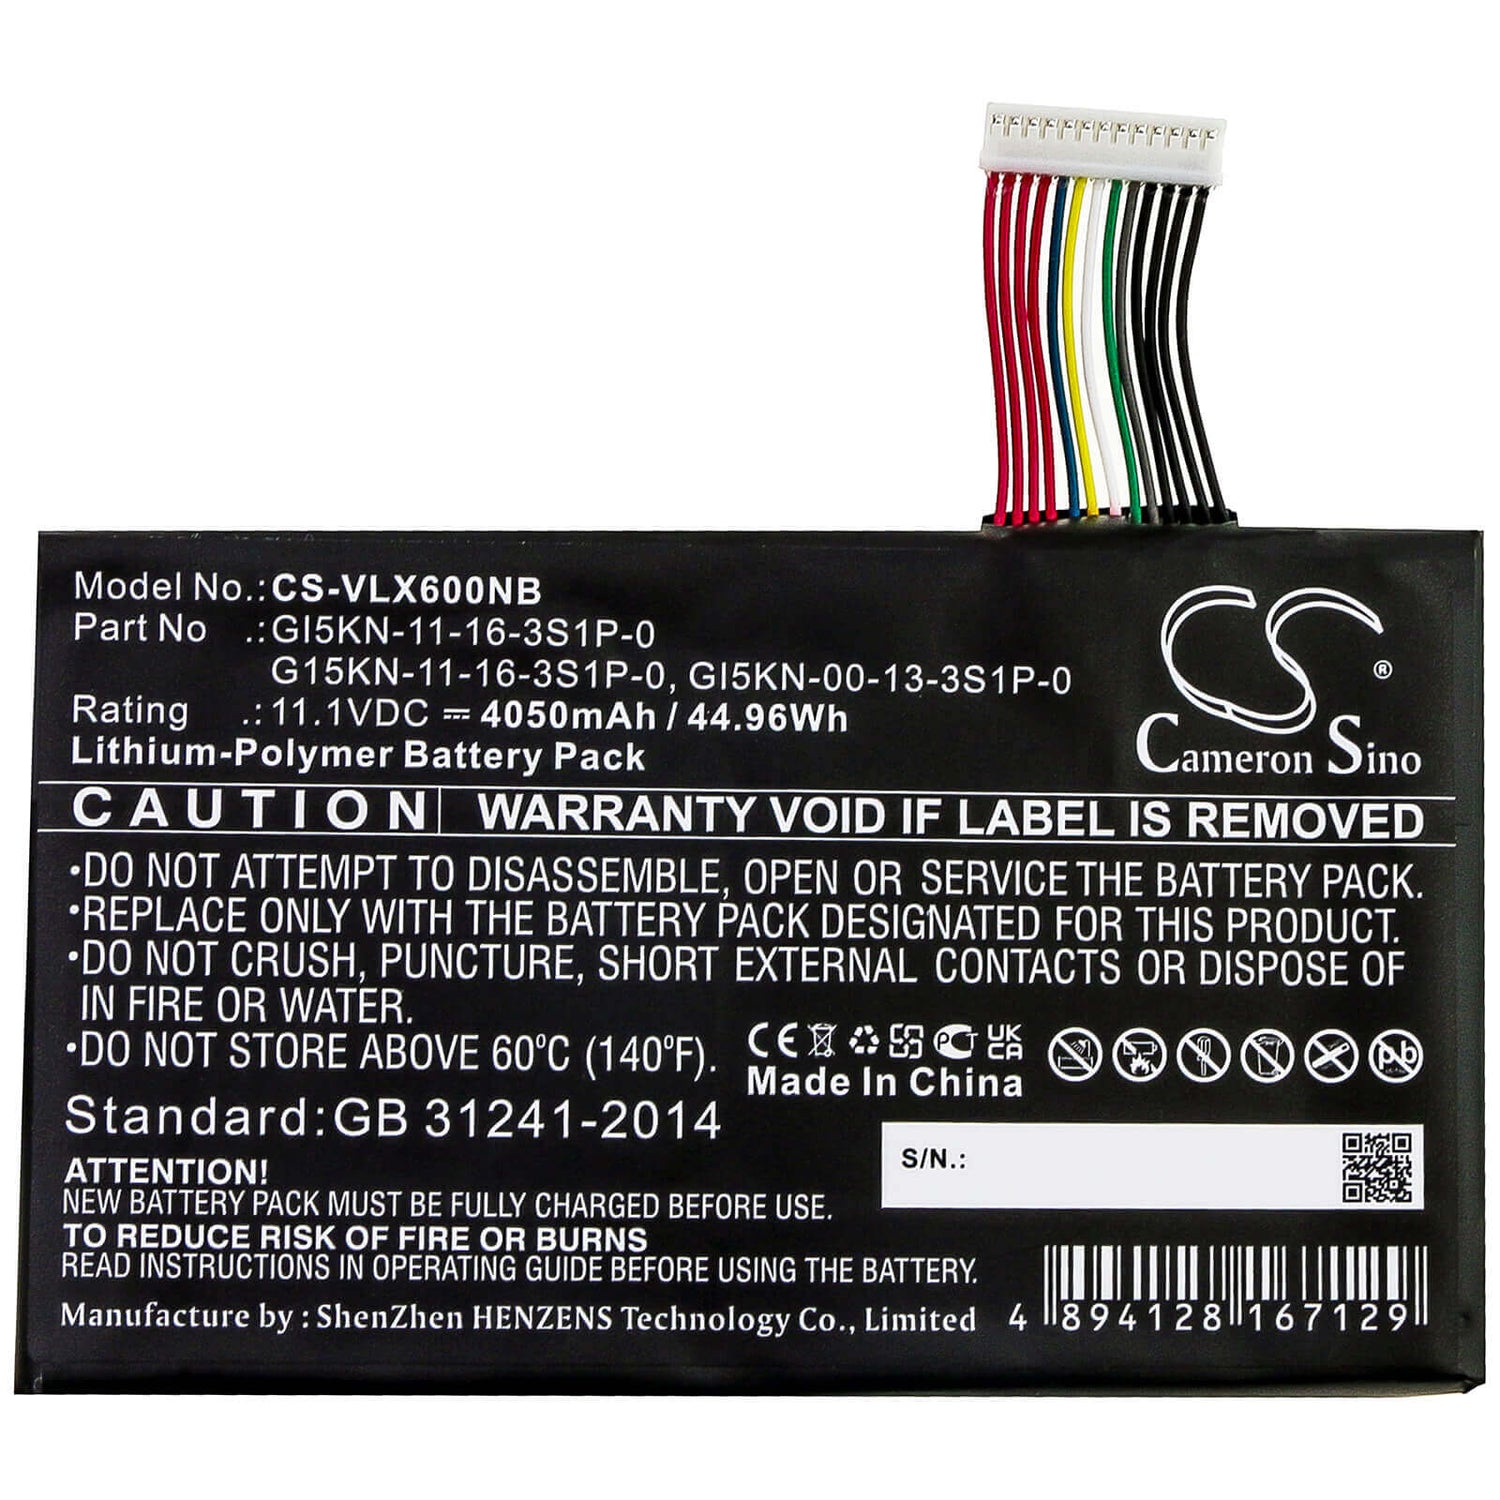 Model No.: CS-VLX600NB
Part No .: GI5KN-11-16-3S1P-0
G15KN-11-16-3S1P-0, GI5KN-00-13-3S1P-0
Rating .: 11.1VDC ⎓ 4050mAh / 44.96Wh
Lithium-Polymer Battery Pack
CS®
Cameron Sino
CAUTION WARRANTY VOID IF LABEL IS REMOVED
·DO NOT ATTEMPT TO DISASSEMBLE, OPEN OR SERVICE THE BATTERY PACK.
·REPLACE ONLY WITH THE BATTERY PACK DESIGNATED FOR THIS PRODUCT.
·DO NOT CRUSH, PUNCTURE, SHORT EXTERNAL CONTACTS OR DISPOSE OF
IN FIRE OR WATER.
·DO NOT STORE ABOVE 60°C (140°F).
CE PCT UK CA Pb
Made In China
Standard:GB 31241-2014
S/N.:
ATTENTION!
NEW BATTERY PACK MUST BE FULLY CHARGED BEFORE USE.
TO REDUCE RISK OF FIRE OR BURNS
READ INSTRUCTIONS IN OPERATING GUIDE BEFORE USING THE BATTERY.
Manufacture by : ShenZhen HENZENS Technology Co., Limited
4 894128 167129